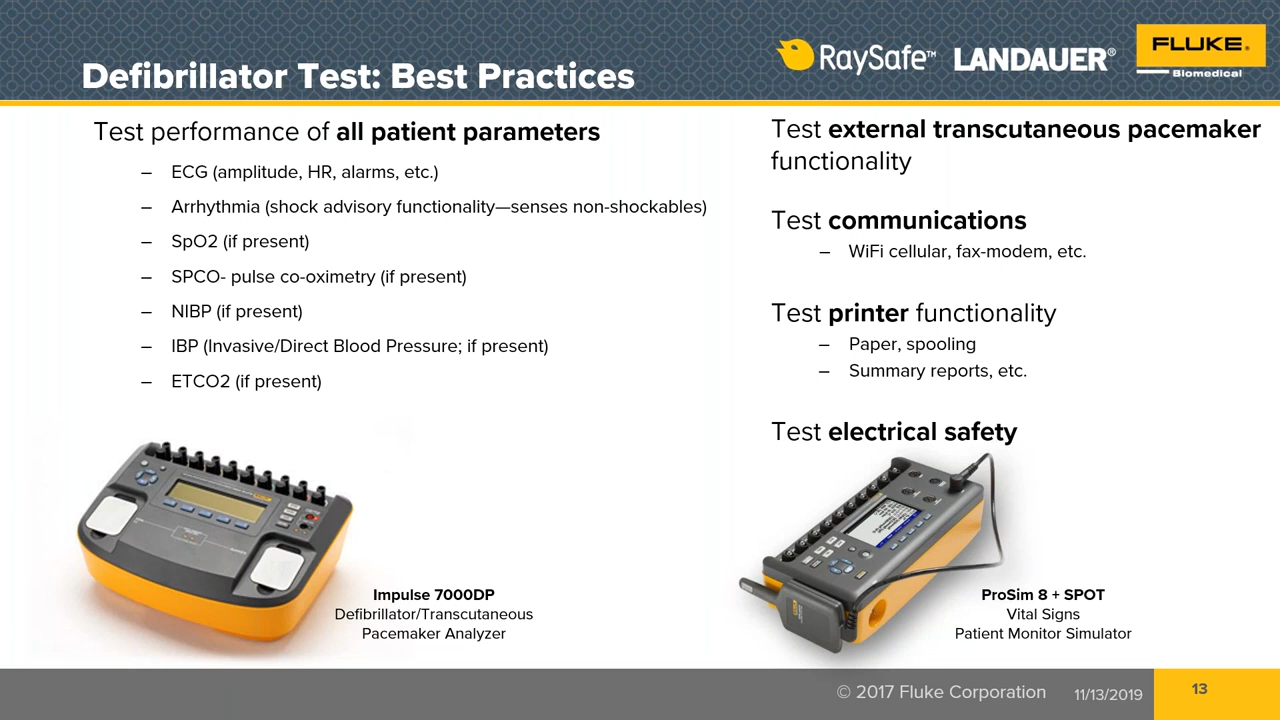 Defibrillator Test: Best Practices
RaySafe™
LANDAUER®
FLUKE®
Biomedical
Test performance of all patient parameters
– ECG (amplitude, HR, alarms, etc.)
– Arrhythmia (shock advisory functionality—senses non-shockables)
– SpO2 (if present)
– SPCO- pulse co-oximetry (if present)
– NIBP (if present)
– IBP (Invasive/Direct Blood Pressure; if present)
– ETCO2 (if present)
Impulse 7000DP
Defibrillator/Transcutaneous
Pacemaker Analyzer
Test external transcutaneous pacemaker
functionality
Test communications
– WiFi cellular, fax-modem, etc.
Test printer functionality
– Paper, spooling
– Summary reports, etc.
Test electrical safety
ProSim 8 + SPOT
Vital Signs
Patient Monitor Simulator
© 2017 Fluke Corporation
11/13/2019
13